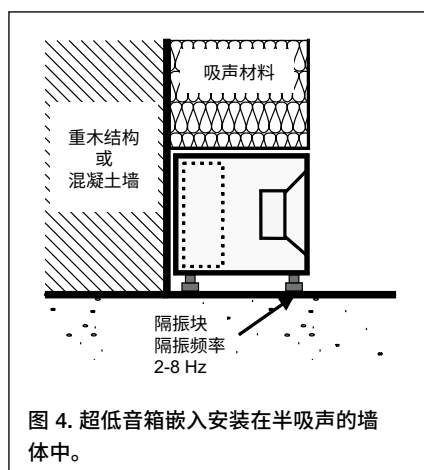 吸声材料
重木结构
或
混凝土墙
隔振块
隔振频率
2-8 Hz
图 4. 超低音箱嵌入安装在半吸声的墙
体中。